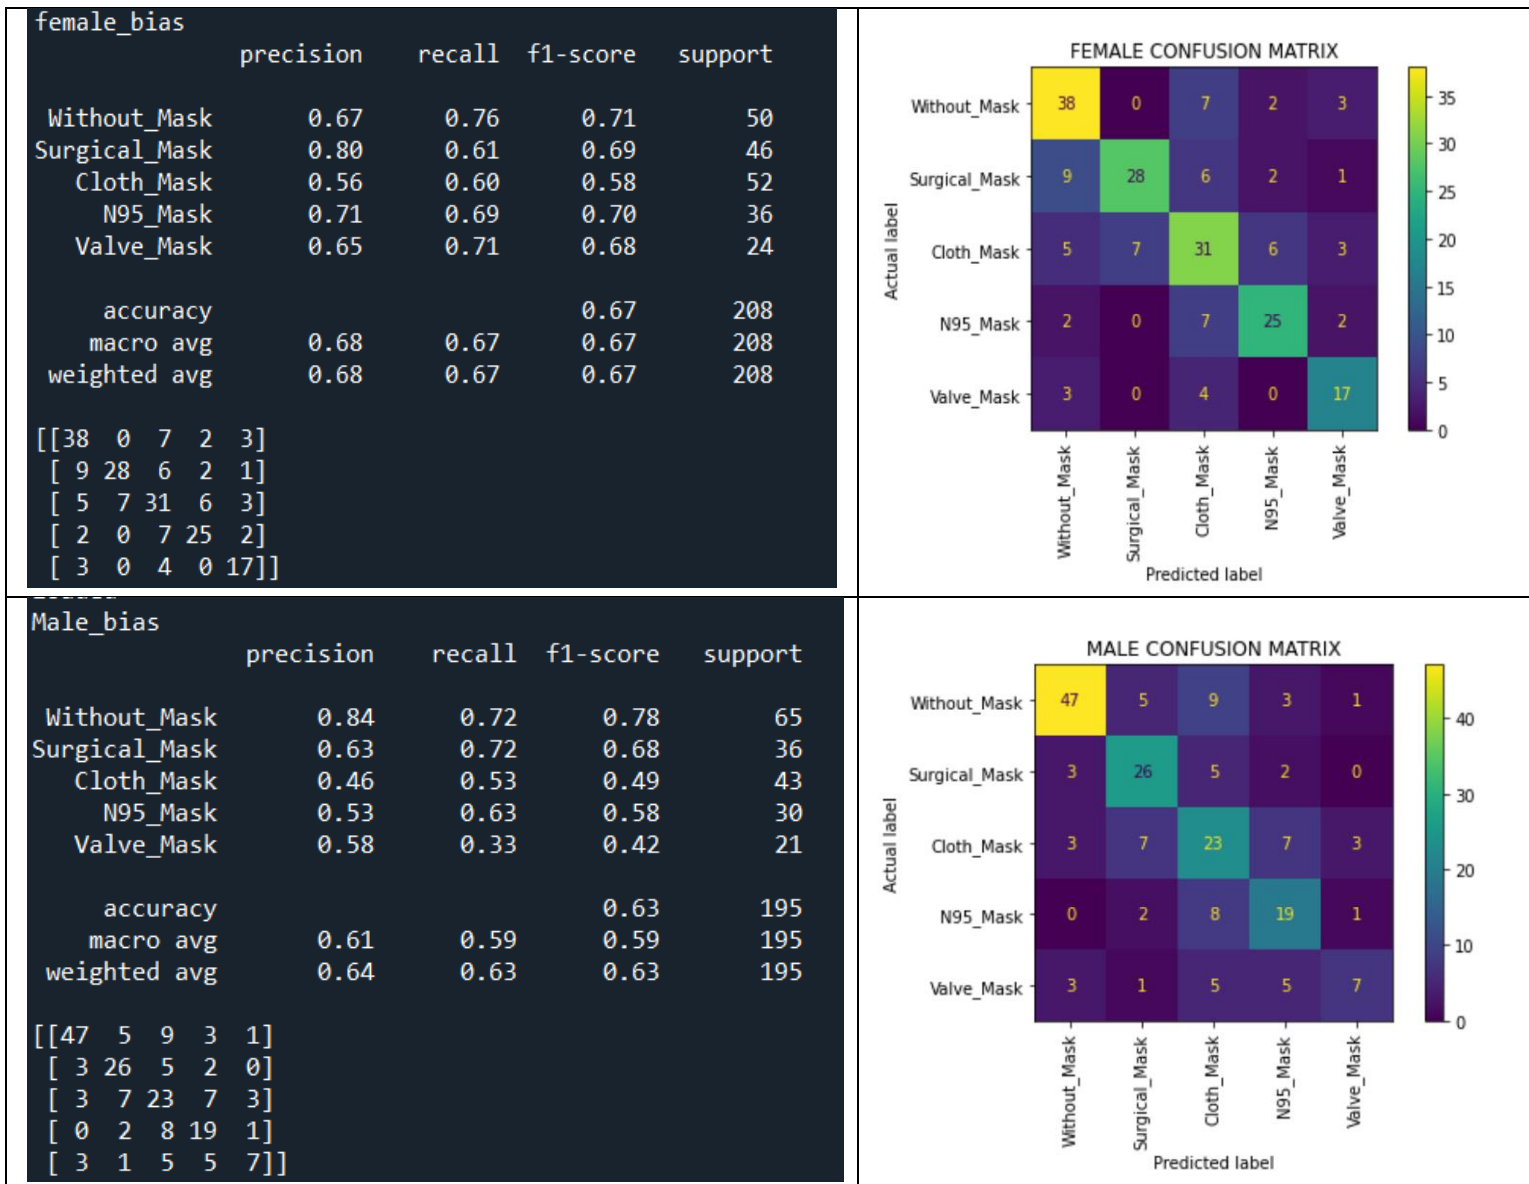 female_bias
precision recall f1-score support
Without_Mask 0.67 0.76 0.71 50
Surgical_Mask 0.80 0.61 0.69 46
Cloth_Mask 0.56 0.60 0.58 52
N95_Mask 0.71 0.69 0.70 36
Valve_Mask 0.65 0.71 0.68 24
accuracy 0.67 208
macro avg 0.68 0.67 0.67 208
weighted avg 0.68 0.67 0.67 208
[[38 0 7 2 3]
[ 9 28 6 2 1]
[ 5 7 31 6 3]
[ 2 0 7 25 2]
[ 3 0 4 0 17]]
FEMALE CONFUSION MATRIX
Without_Mask 38 0 7 2 3
Surgical_Mask 9 28 6 2 1
Cloth_Mask 5 7 31 6 3
N95_Mask 2 0 7 25 2
Valve_Mask 3 0 4 0 17
Actual label
Without_Mask Surgical_Mask Cloth_Mask N95_Mask Valve_Mask
Predicted label
35
30
25
20
15
10
5
0
Male_bias
precision recall f1-score support
Without_Mask 0.84 0.72 0.78 65
Surgical_Mask 0.63 0.72 0.68 36
Cloth_Mask 0.46 0.53 0.49 43
N95_Mask 0.53 0.63 0.58 30
Valve_Mask 0.58 0.33 0.42 21
accuracy 0.63 195
macro avg 0.61 0.59 0.59 195
weighted avg 0.64 0.63 0.63 195
[[47 5 9 3 1]
[ 3 26 5 2 0]
[ 3 7 23 7 3]
[ 0 2 8 19 1]
[ 3 1 5 5 7]]
MALE CONFUSION MATRIX
Without_Mask 47 5 9 3 1
Surgical_Mask 3 26 5 2 0
Cloth_Mask 3 7 23 7 3
N95_Mask 0 2 8 19 1
Valve_Mask 3 1 5 5 7
Actual label
Without_Mask Surgical_Mask Cloth_Mask N95_Mask Valve_Mask
Predicted label
40
30
20
10
0